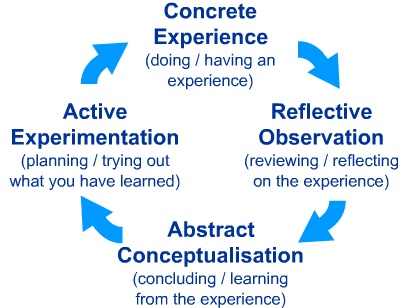 Concrete
Experience
(doing / having an
experience)
Reflective
Observation
(reviewing / reflecting
on the experience)
Abstract
Conceptualisation
(concluding / learning
from the experience)
Active
Experimentation
(planning / trying out
what you have learned)